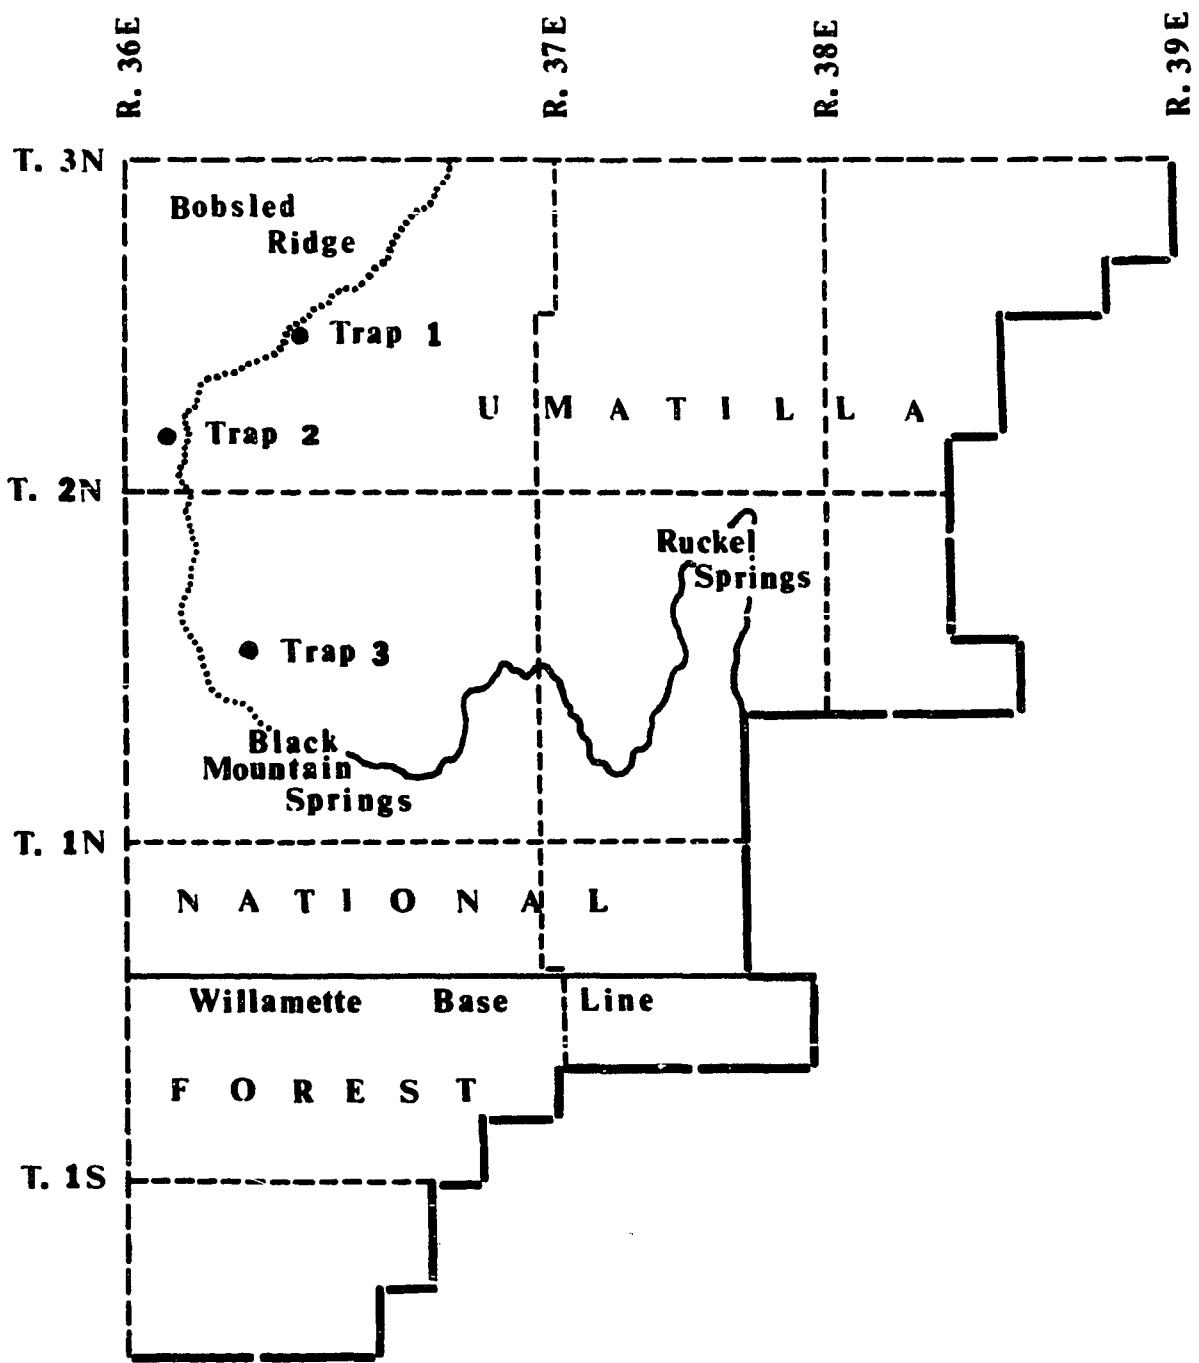 R. 36E
R. 37E
R. 38E
R. 39E
T. 3N
Bobsled
Ridge
Trap 1
U M A T I L L A
Trap 2
T. 2N
Ruckel
Springs
Trap 3
Black
Mountain
Springs
T. 1N
N A T I O N A L
Willamette Base Line
F O R E S T
T. 1S